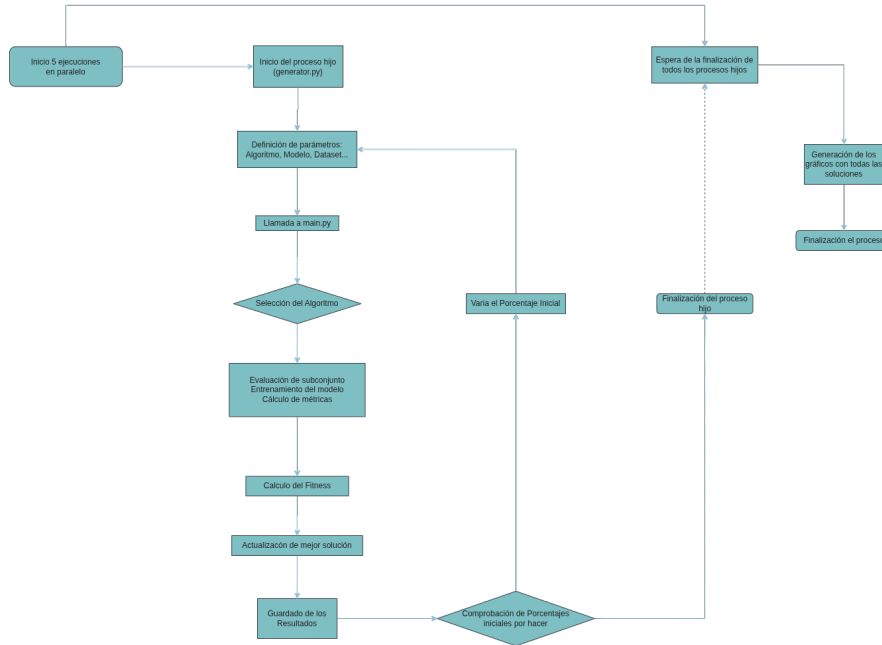 Inicio 5 ejecuciones
en paralelo
Inicio del proceso hijo
(generator.py)
Espera de la finalización de
todos los procesos hijos
Definición de parámetros:
Algoritmo, Modelo, Dataset...
Generación de los
gráficos con todas las
soluciones
Llamada a main.py
Finalización el proceso
Selección del Algoritmo
Varia el Porcentaje Inicial
Finalización del proceso
hijo
Evaluación de subconjunto
Entrenamiento del modelo
Cálculo de métricas
Calculo del Fitness
Actualizacón de mejor solución
Guardado de los
Resultados
Comprobación de Porcentajes
iniciales por hacer